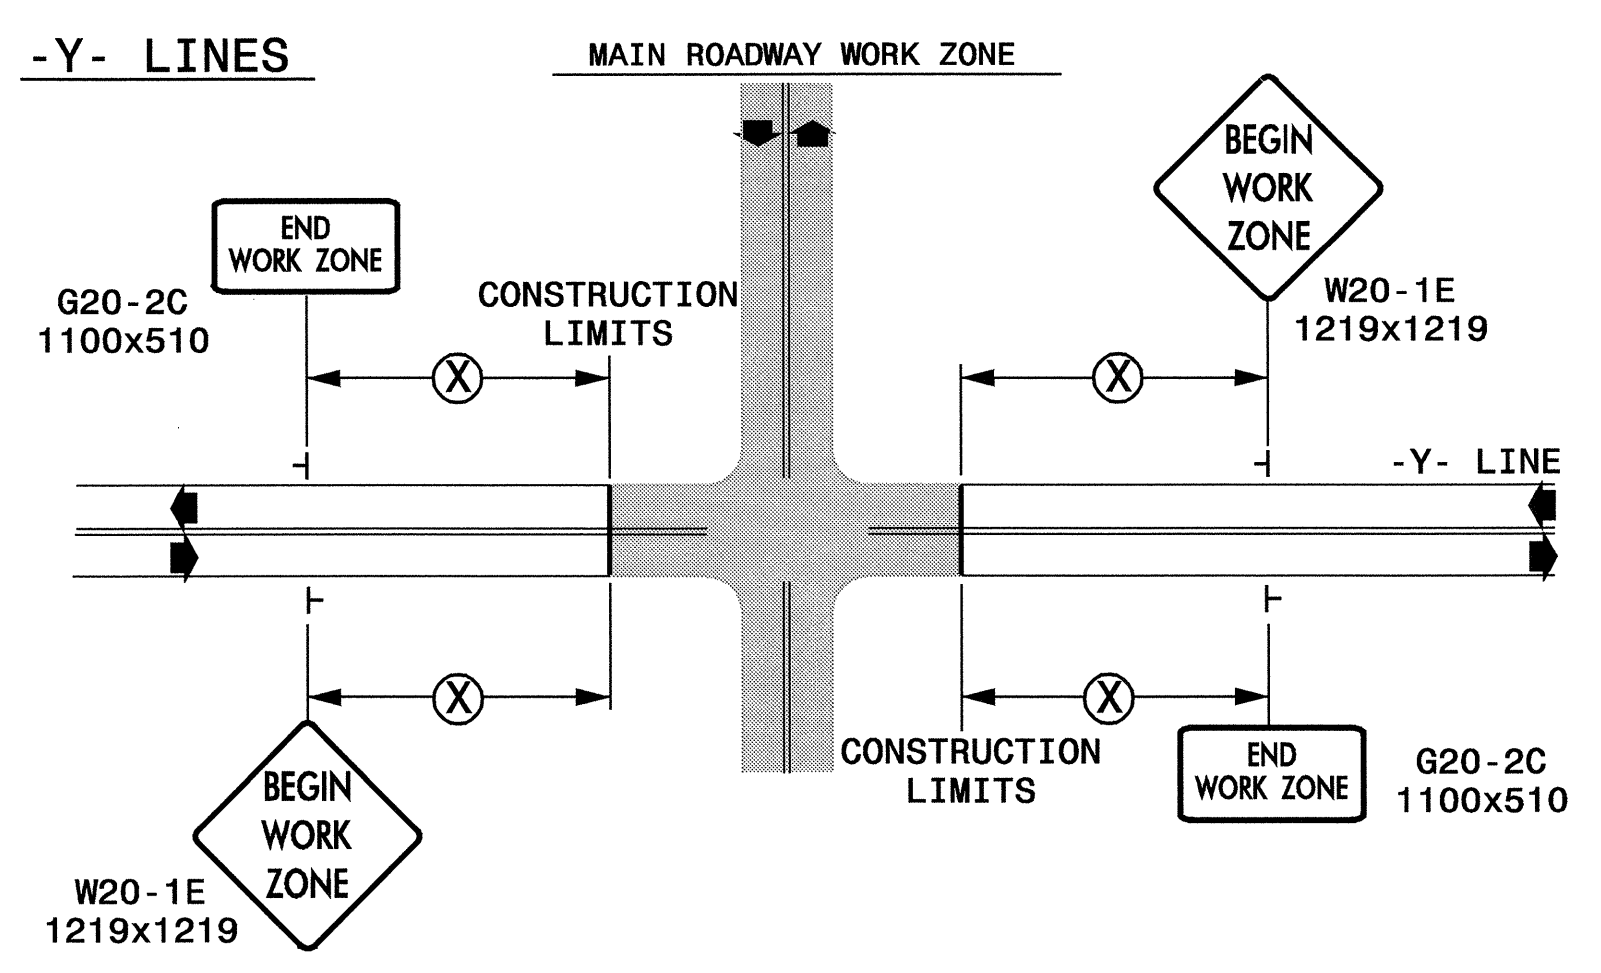 -Y- LINES
MAIN ROADWAY WORK ZONE
BEGIN
WORK
ZONE
END
WORK ZONE
G20-2C
1100x510
CONSTRUCTION
LIMITS
W20-1E
1219x1219
X
X
-Y- LINE
X
X
CONSTRUCTION
LIMITS
END
WORK ZONE
G20-2C
1100x510
BEGIN
WORK
ZONE
W20-1E
1219x1219